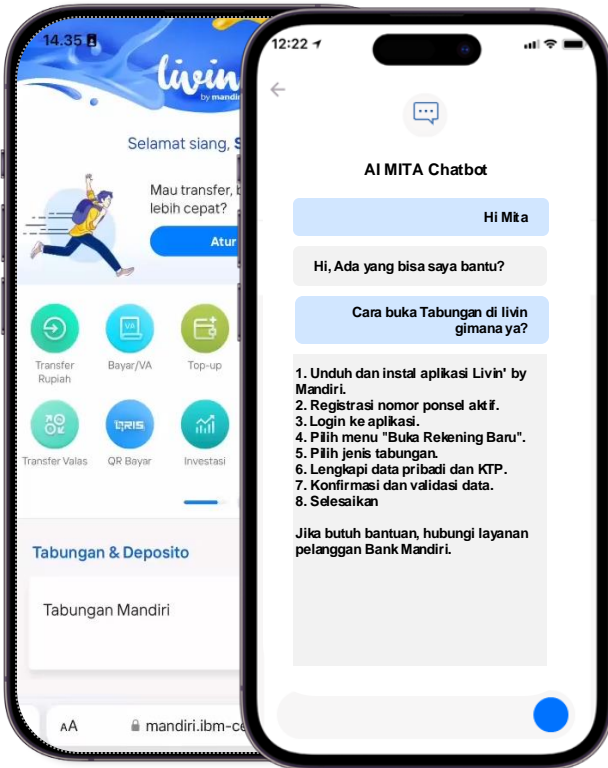 14.35
livin
by mandiri
Selamat siang,
Mau transfer,
lebih cepat?
Atur
Transfer
Rupiah
Bayar/VA
Top-up
VA
Transfer Valas
QRIS
QR Bayar
Investasi
Tabungan & Deposito
Tabungan Mandiri
AA
mandiri.ibm-ce
12:22
AI MITA Chatbot
Hi Mita
Hi, Ada yang bisa saya bantu?
Cara buka Tabungan di livin
gimana ya?
1. Unduh dan instal aplikasi Livin' by
Mandiri.
2. Registrasi nomor ponsel aktif.
3. Login ke aplikasi.
4. Pilih menu "Buka Rekening Baru".
5. Pilih jenis tabungan.
6. Lengkapi data pribadi dan KTP.
7. Konfirmasi dan validasi data.
8. Selesaikan
Jika butuh bantuan, hubungi layanan
pelanggan Bank Mandiri.